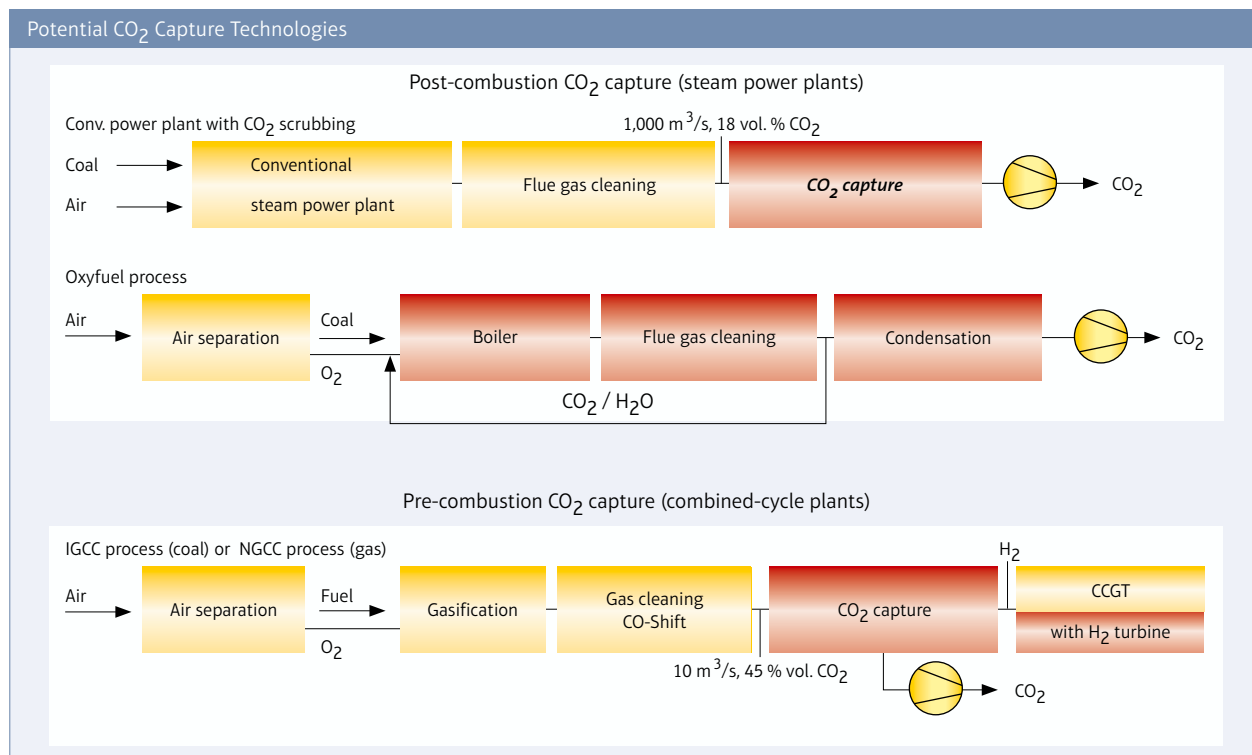 Potential CO₂ Capture Technologies
Post-combustion CO₂ capture (steam power plants)
Conv. power plant with CO₂ scrubbing
1,000 m³/s, 18 vol. % CO₂
Coal
Air
Conventional
steam power plant
Flue gas cleaning
CO₂ capture
CO₂
Oxyfuel process
Air
Air separation
Coal
O₂
Boiler
Flue gas cleaning
Condensation
CO₂
CO₂ / H₂O
Pre-combustion CO₂ capture (combined-cycle plants)
IGCC process (coal) or NGCC process (gas)
Air
Air separation
Fuel
O₂
Gasification
Gas cleaning
CO-Shift
10 m³/s, 45 % vol. CO₂
CO₂ capture
H₂
CCGT
with H₂ turbine
CO₂